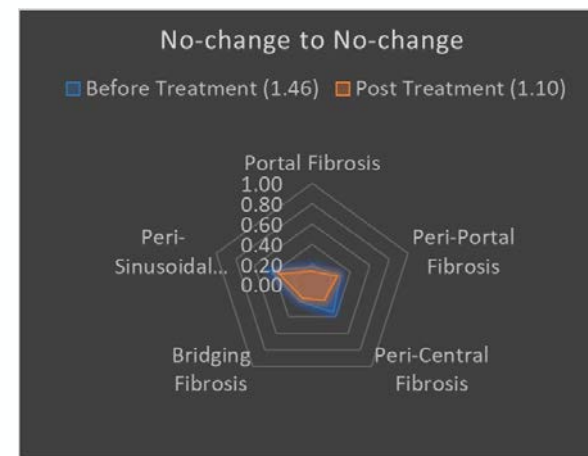 No-change to No-change
Before Treatment (1.46) Post Treatment (1.10)
Portal Fibrosis
1.00
0.80
0.60
0.40
0.20
0.00
Peri-Portal
Fibrosis
Peri-Central
Fibrosis
Bridging
Fibrosis
Peri-
Sinusoidal...